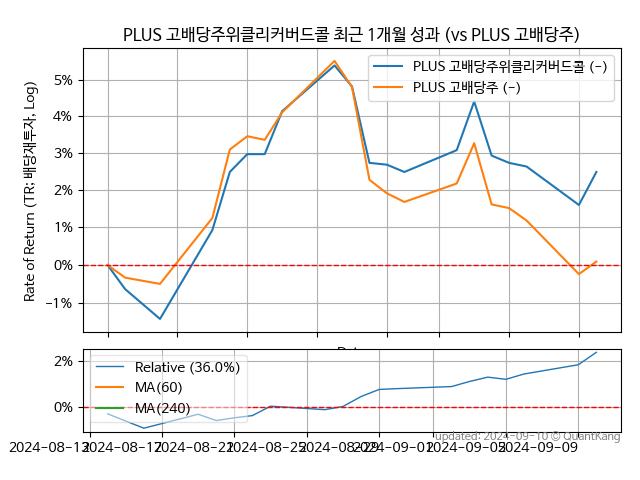 PLUS 고배당주위클리커버드콜 최근 1개월 성과 (vs PLUS 고배당주)
Rate of Return (TR: 배당재투자, Log)
5%
4%
3%
2%
1%
0%
−1%
PLUS 고배당주위클리커버드콜 (-)
PLUS 고배당주 (-)
2%
0%
Relative (36.0%)
MA(60)
MA(240)
updated: 2024-09-10 © QuantKang
2024-08-13 2024-08-17 2024-08-21 2024-08-25 2024-08-29 2024-09-01 2024-09-05 2024-09-09